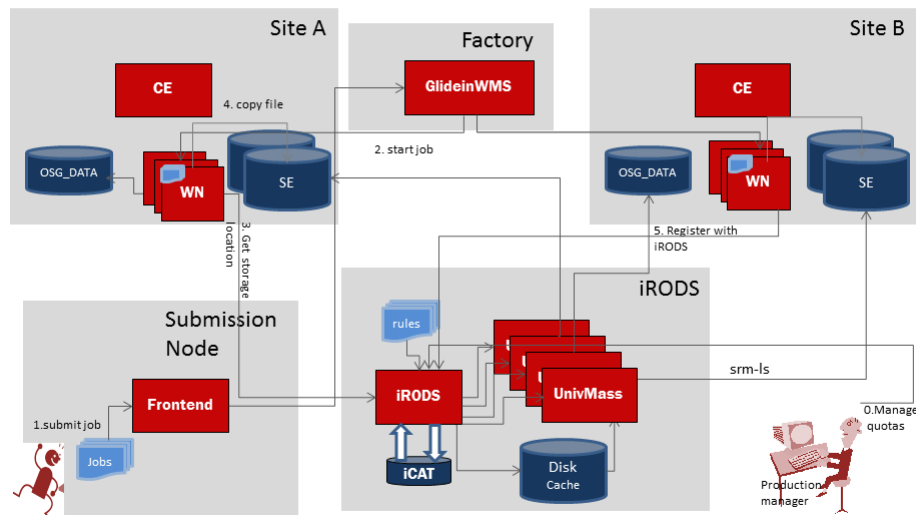 Site A
Factory
Site B
CE
GlideinWMS
CE
4. copy file
2. start job
OSG_DATA
WN
SE
OSG_DATA
WN
SE
3. Get storage
location
5. Register with
iRODS
iRODS
Submission
Node
rules
srm-ls
Frontend
iRODS
UnivMass
0.Manage
quotas
1.submit job
Jobs
iCAT
Disk
Cache
Production
manager